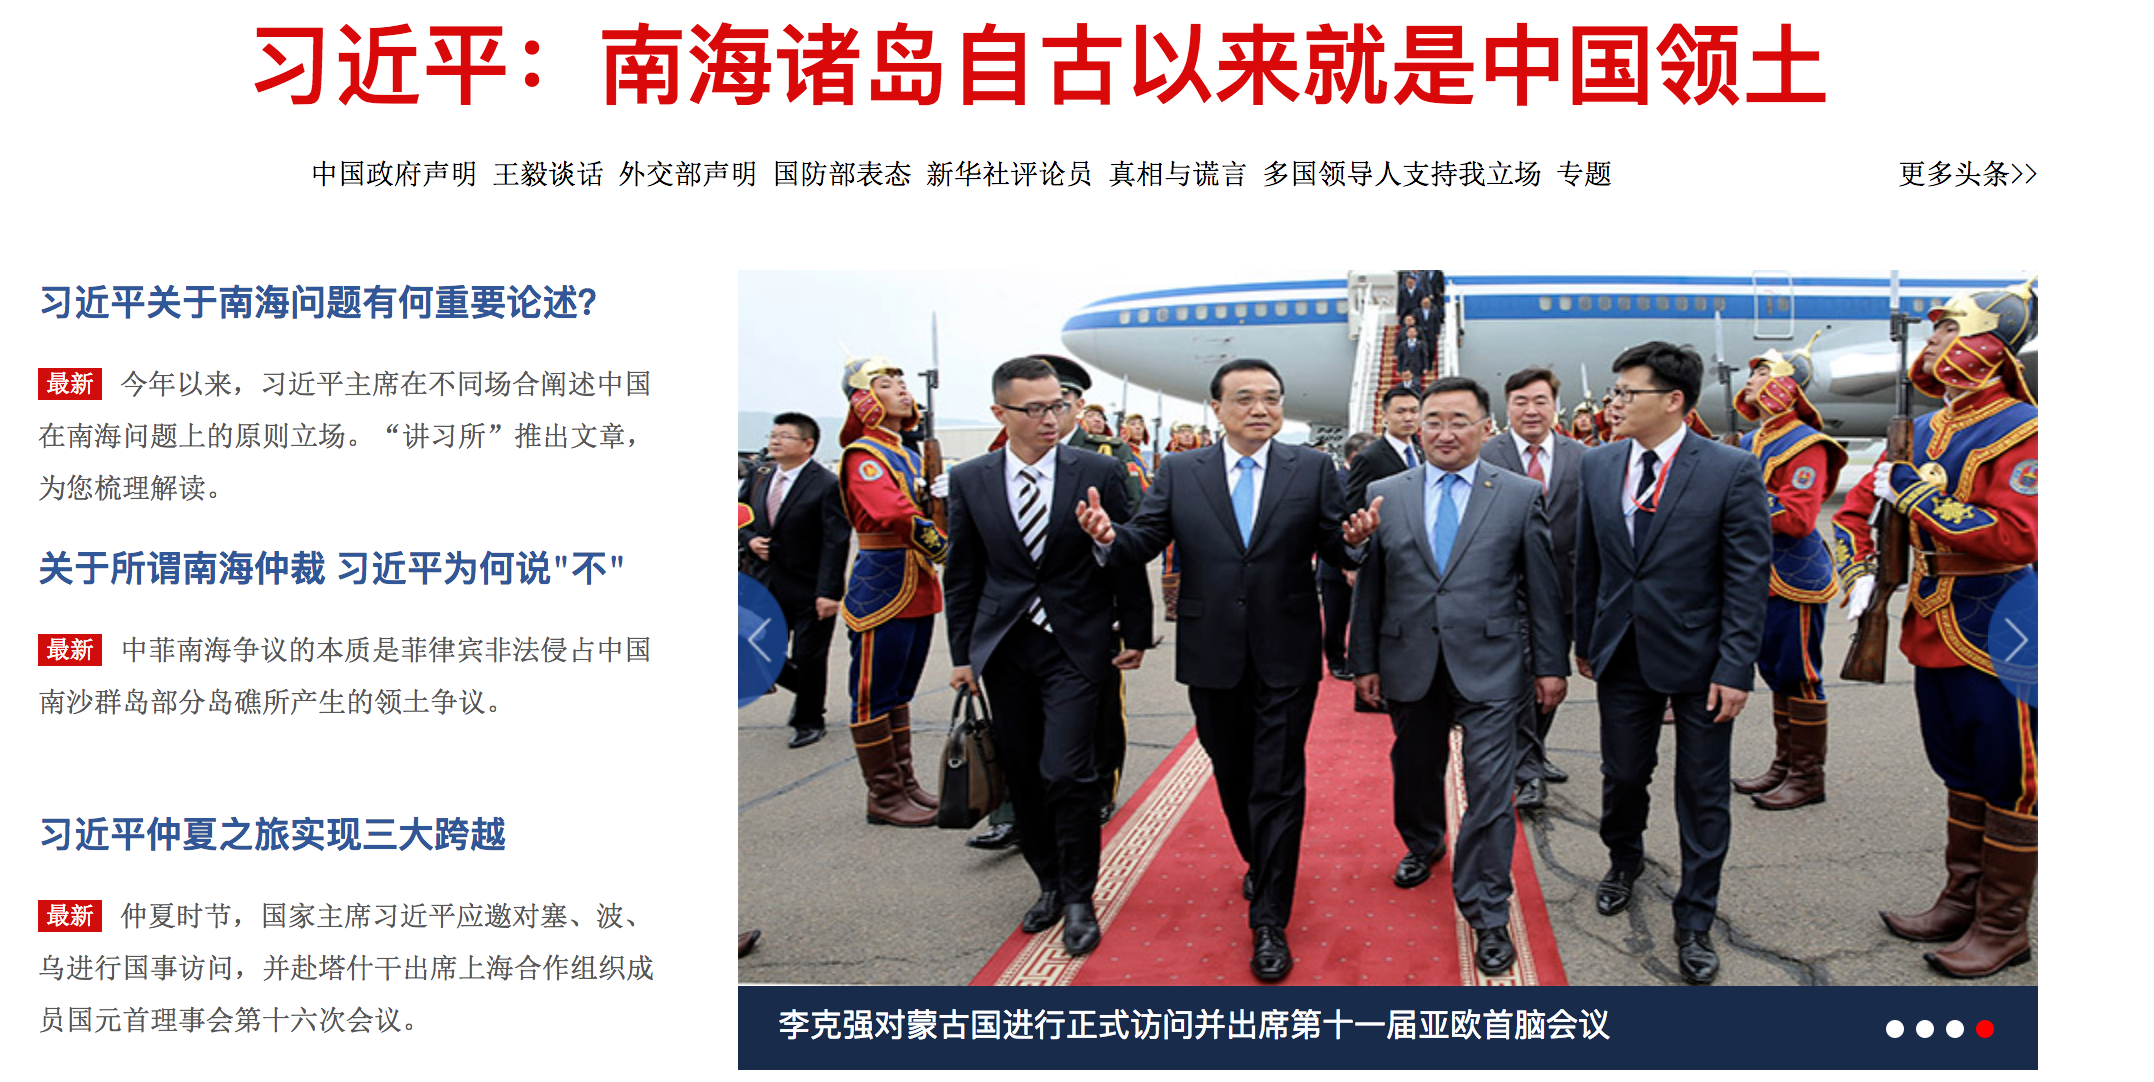 习近平：南海诸岛自古以来就是中国领土
中国政府声明 王毅谈话 外交部声明 国防部表态 新华社评论员 真相与谎言 多国领导人支持我立场 专题
更多头条>>
习近平关于南海问题有何重要论述?
最新 今年以来，习近平主席在不同场合阐述中国
在南海问题上的原则立场。“讲习所”推出文章，
为您梳理解读。
关于所谓南海仲裁 习近平为何说"不"
最新 中菲南海争议的本质是菲律宾非法侵占中国
南沙群岛部分岛礁所产生的领土争议。
习近平仲夏之旅实现三大跨越
最新 仲夏时节，国家主席习近平应邀对塞、波、
乌进行国事访问，并赴塔什干出席上海合作组织成
员国元首理事会第十六次会议。
李克强对蒙古国进行正式访问并出席第十一届亚欧首脑会议